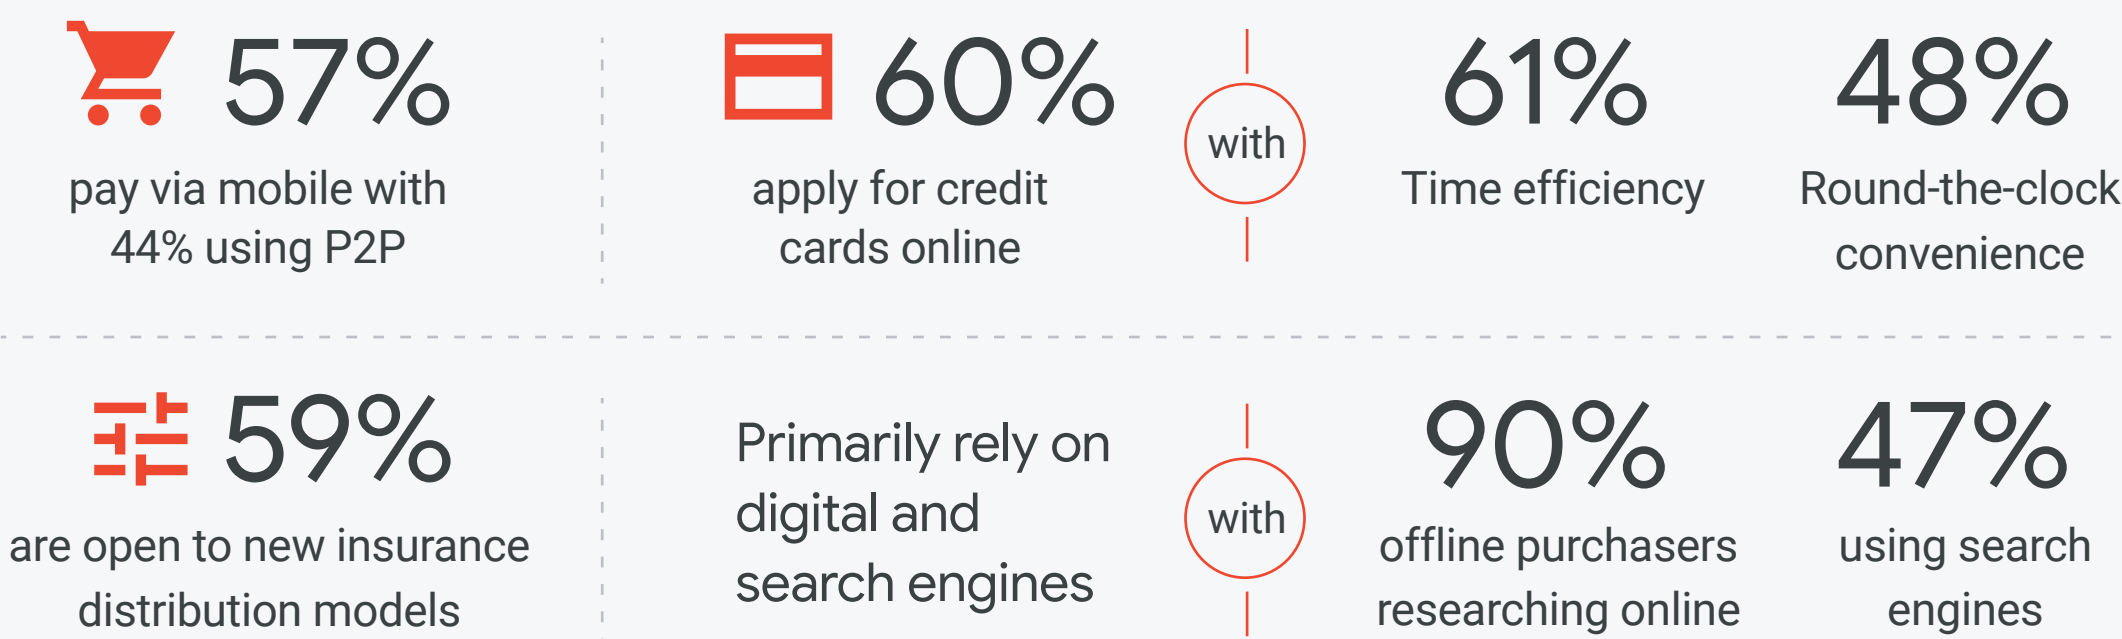 57%
pay via mobile with
44% using P2P
60%
apply for credit
cards online
with
61%
Time efficiency
48%
Round-the-clock
convenience
59%
are open to new insurance
distribution models
Primarily rely on
digital and
search engines
with
90%
offline purchasers
researching online
47%
using search
engines